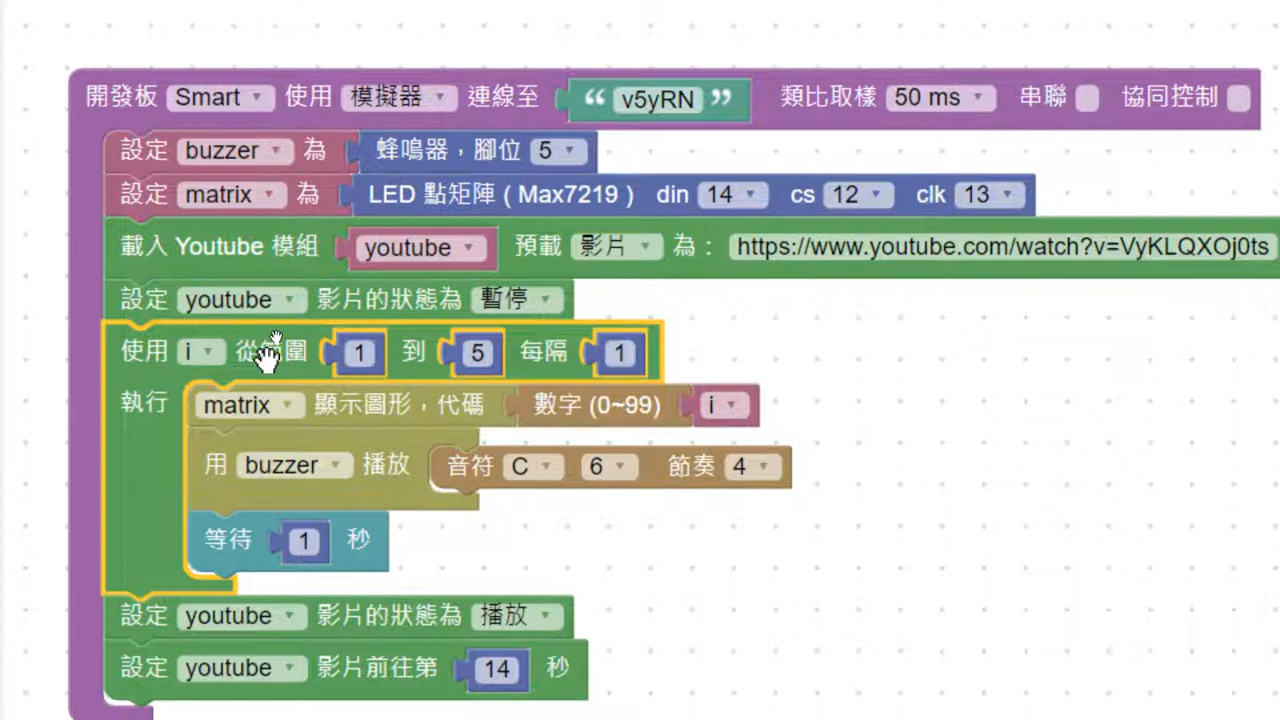 開發板 Smart 使用 模擬器 連線至 “ v5yRN ” 類比取樣 50 ms 串聯 協同控制
設定 buzzer 為 蜂鳴器，腳位 5
設定 matrix 為 LED 點矩陣 ( Max7219 ) din 14 cs 12 clk 13
載入 Youtube 模組 youtube 預載 影片 為： https://www.youtube.com/watch?v=VyKLQXOj0ts
設定 youtube 影片的狀態為 暫停
使用 i 從範圍 1 到 5 每隔 1
執行 matrix 顯示圖形，代碼 數字 (0~99) i
用 buzzer 播放 音符 C 6 節奏 4
等待 1 秒
設定 youtube 影片的狀態為 播放
設定 youtube 影片前往第 14 秒